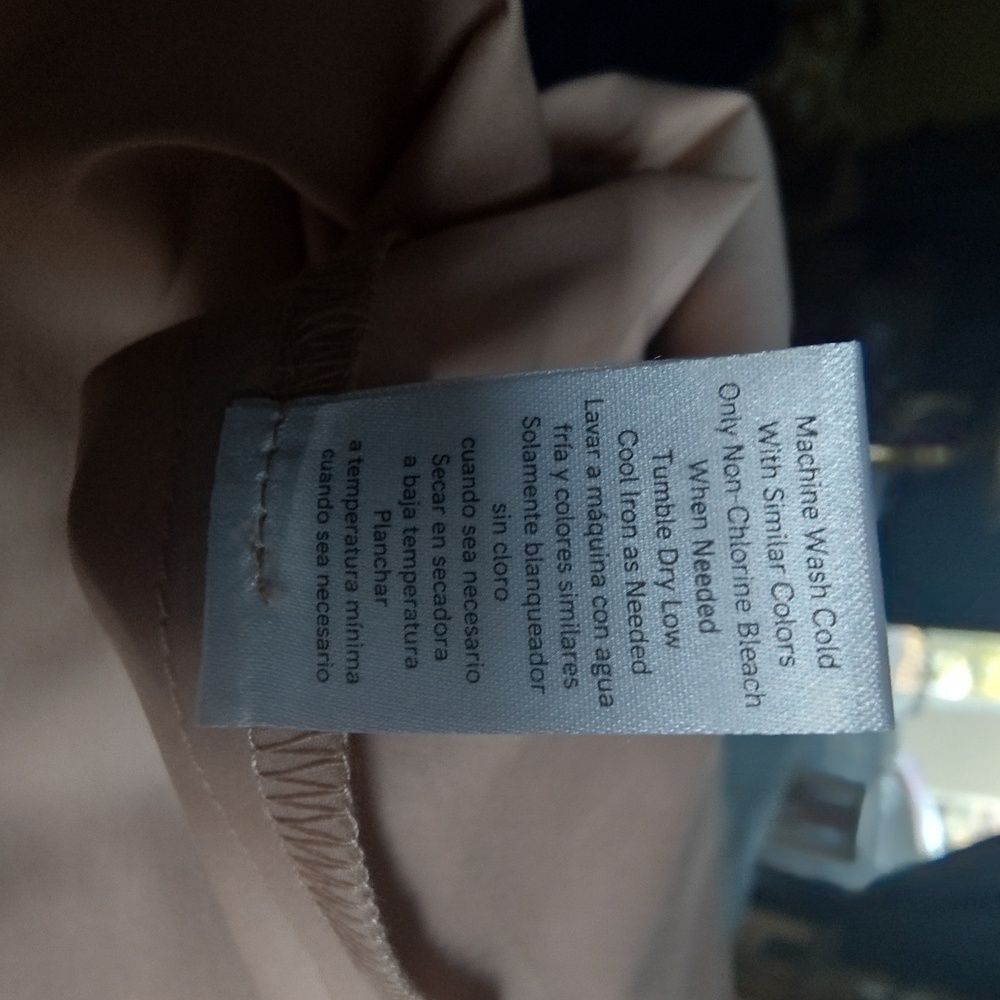 Machine Wash Cold
With Similar Colors
Only Non-Chlorine Bleach
When Needed
Tumble Dry Low
Cool Iron as Needed
Lavar a máquina con agua
fría y colores similares
Solamente blanqueador
sin cloro
cuando sea necesario
Secar en secadora
a baja temperatura
Planchar
a temperatura mínima
cuando sea necesario